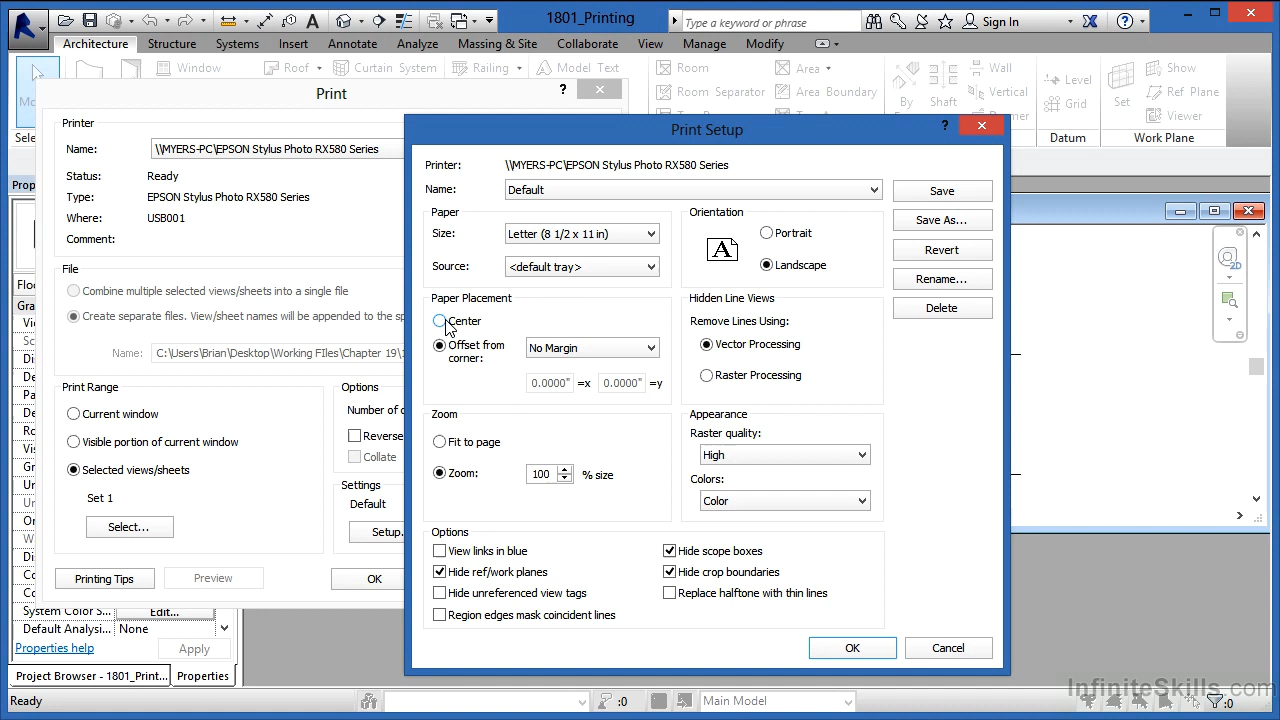 1801_Printing
Type a keyword or phrase
Sign In
Architecture Structure Systems Insert Annotate Analyze Massing & Site Collaborate View Manage Modify
Window Roof Curtain System Railing Model Text Room Area Wall Level Show
Room Separator Area Boundary By Shaft Vertical Grid Set Ref Plane
Viewer
Datum Work Plane
Print
Printer
Name: \\MYERS-PC\EPSON Stylus Photo RX580 Series
Status: Ready
Type: EPSON Stylus Photo RX580 Series
Where: USB001
Comment:
File
Combine multiple selected views/sheets into a single file
Create separate files. View/sheet names will be appended to the sp
Name: C:\Users\Brian\Desktop\Working FIles\Chapter 19\1
Print Range
Current window
Visible portion of current window
Selected views/sheets
Set 1
Select...
Options
Number of c
Reverse
Collate
Settings
Default
Setup.
Printing Tips Preview OK
Print Setup
Printer: \\MYERS-PC\EPSON Stylus Photo RX580 Series
Name: Default
Save
Save As...
Revert
Rename...
Delete
Paper
Size: Letter (8 1/2 x 11 in)
Source: <default tray>
Orientation
A
Portrait
Landscape
Paper Placement
Center
Offset from corner:
No Margin
0.0000" =x 0.0000" =y
Hidden Line Views
Remove Lines Using:
Vector Processing
Raster Processing
Zoom
Fit to page
Zoom: 100 % size
Appearance
Raster quality:
High
Colors:
Color
Options
View links in blue
Hide ref/work planes
Hide unreferenced view tags
Region edges mask coincident lines
Hide scope boxes
Hide crop boundaries
Replace halftone with thin lines
OK Cancel
System Color S... Edit...
Default Analysi... None
Properties help Apply
Project Browser - 1801_Print... Properties
Ready :0 Main Model :0
2D
InfiniteSkills.com